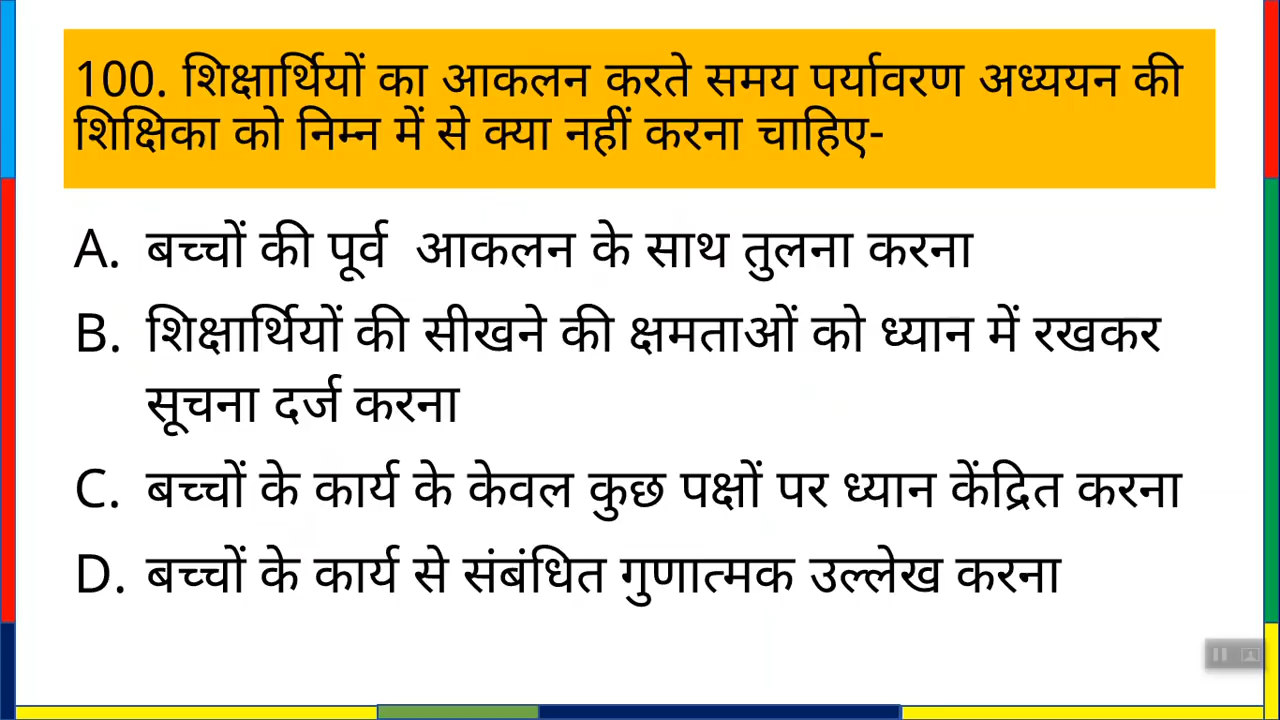 100. शिक्षार्थियों का आकलन करते समय पर्यावरण अध्ययन की
शिक्षिका को निम्न में से क्या नहीं करना चाहिए-
A. बच्चों की पूर्व आकलन के साथ तुलना करना
B. शिक्षार्थियों की सीखने की क्षमताओं को ध्यान में रखकर
सूचना दर्ज करना
C. बच्चों के कार्य के केवल कुछ पक्षों पर ध्यान केंद्रित करना
D. बच्चों के कार्य से संबंधित गुणात्मक उल्लेख करना